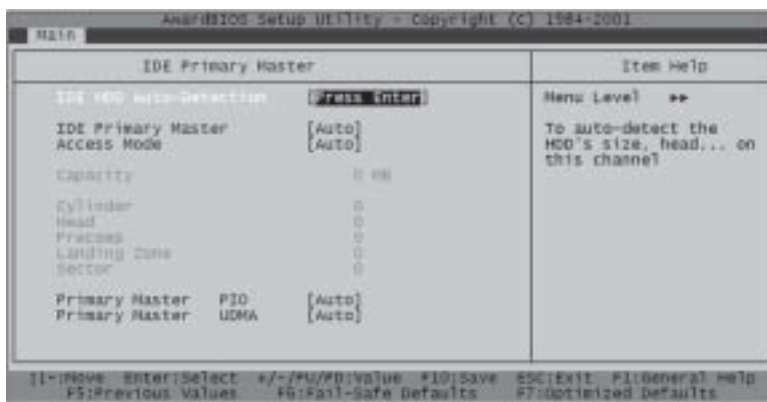 AwardBIOS Setup Utility - Copyright (C) 1984-2001
Main
IDE Primary Master
Item Help
IDE HDD Auto-Detection [Press Enter]
Menu Level ▸▸
IDE Primary Master [Auto]
To auto-detect the
Access Mode [Auto]
HDD's size, head... on
this channel
Capacity 0 MB
Cylinder 0
Head 0
Precomp 0
Landing Zone 0
Sector 0
Primary Master PIO [Auto]
Primary Master UDMA [Auto]
↑↓-:Move Enter:Select +/-/PU/PD:Value F10:Save ESC:Exit F1:General Help
F5:Previous Values F6:Fail-Safe Defaults F7:Optimized Defaults